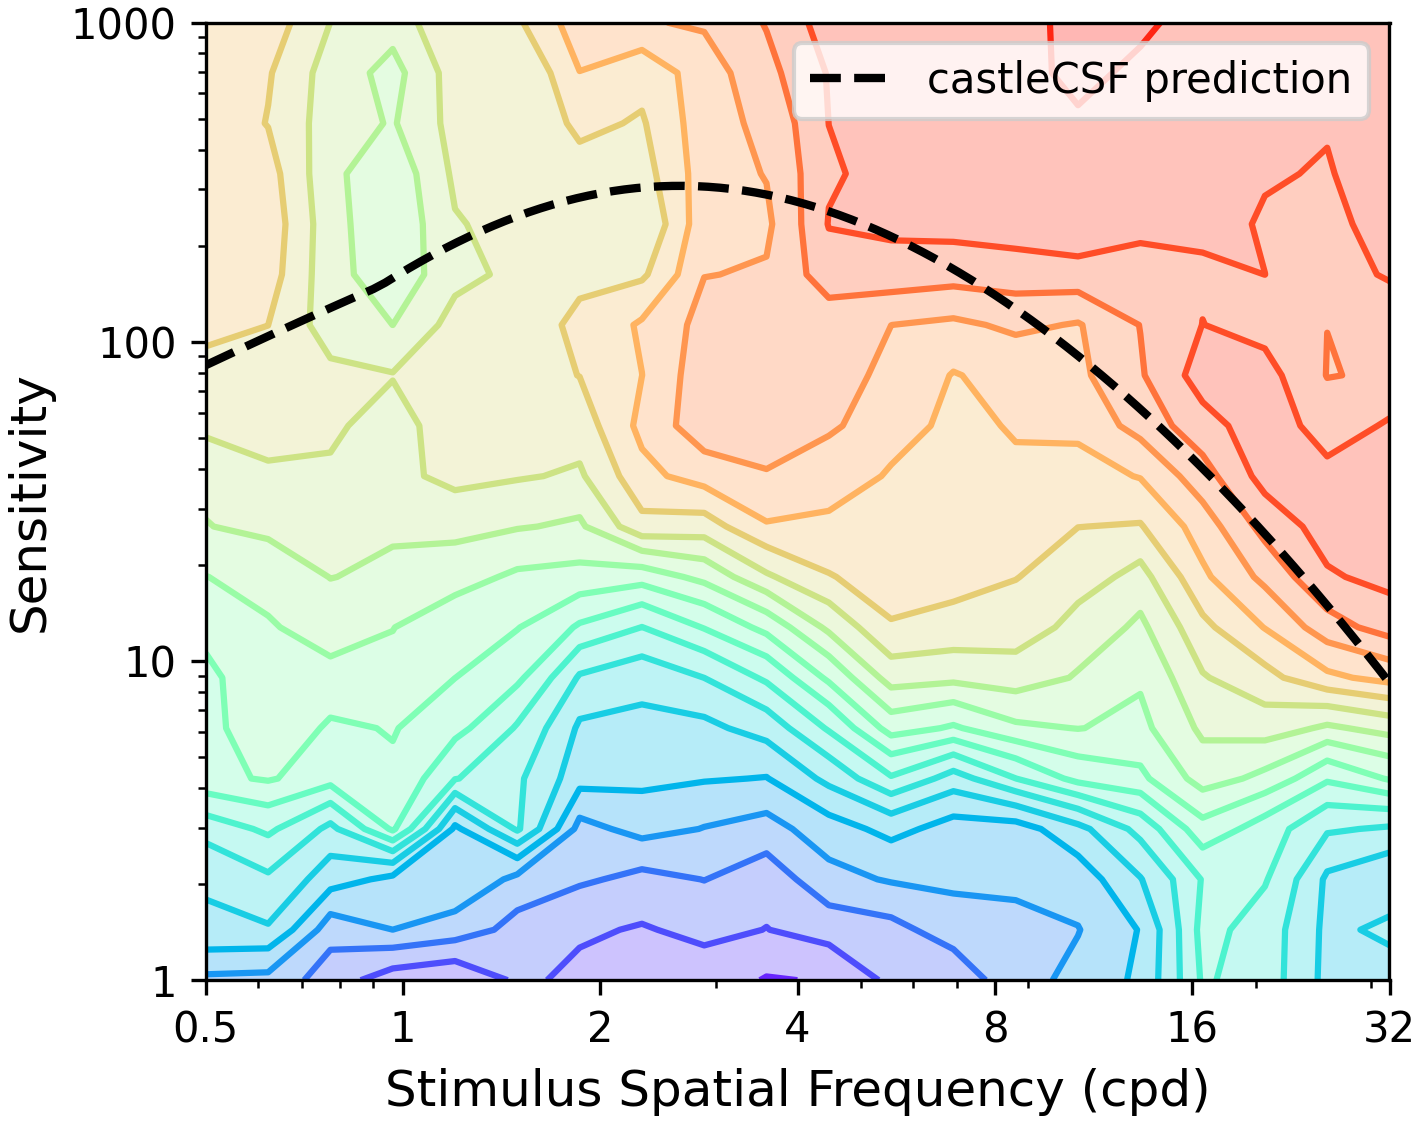 1000
100
10
1
Sensitivity
castleCSF prediction
0.5 1 2 4 8 16 32
Stimulus Spatial Frequency (cpd)